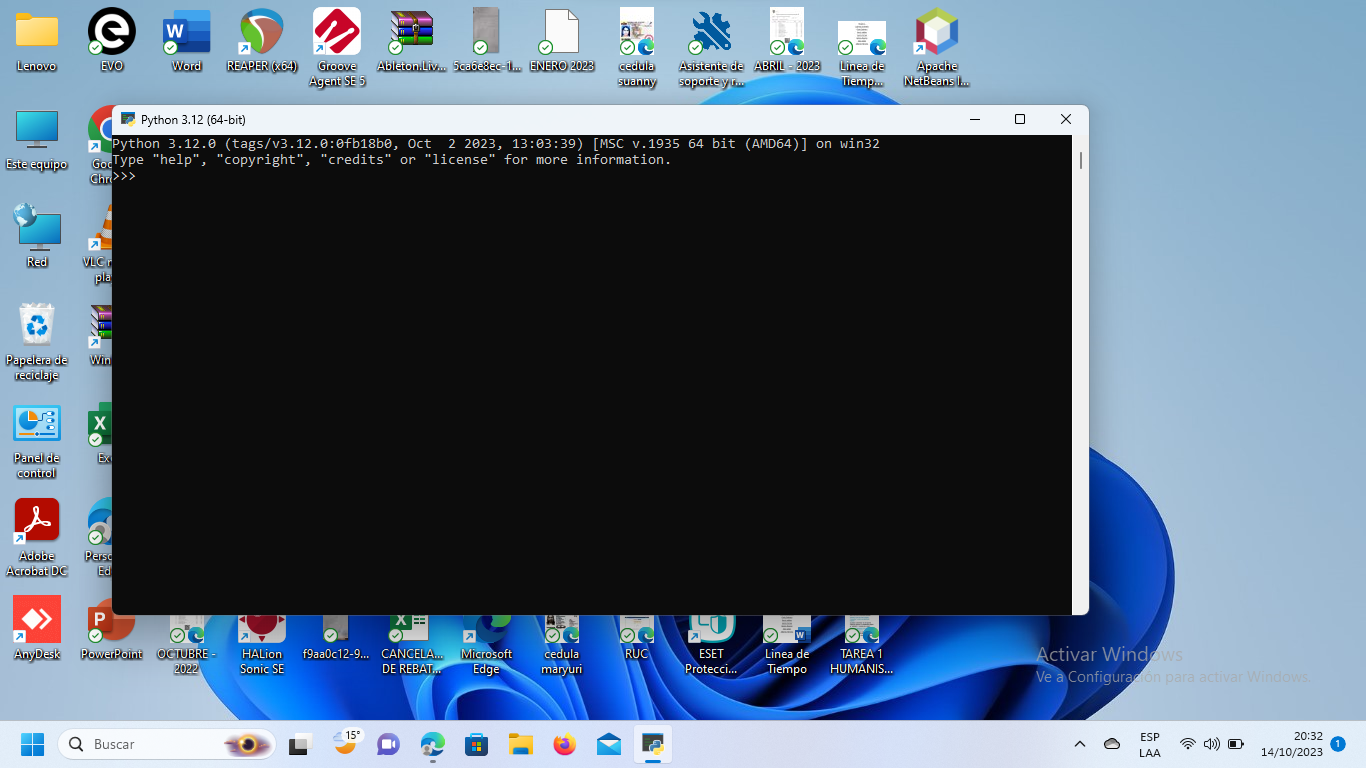 Lenovo
EVO
Word
REAPER (x64)
Groove
Agent SE 5
Ableton.Liv...
5ca6e8ec-1...
ENERO 2023
cedula
suanny
Asistente de
soporte y r...
ABRIL - 2023
Linea de
Tiemp...
Apache
NetBeans I...
Python 3.12 (64-bit)
Python 3.12.0 (tags/v3.12.0:0fb18b0, Oct  2 2023, 13:03:39) [MSC v.1935 64 bit (AMD64)] on win32
Type "help", "copyright", "credits" or "license" for more information.
>>>
Este equipo
Goo
Chro
Red
VLC m
pla
Papelera de
reciclaje
Win
Panel de
control
Exc
Adobe
Acrobat DC
Perso
Ed
AnyDesk
PowerPoint
OCTUBRE -
2022
HALion
Sonic SE
f9aa0c12-9...
CANCELA...
DE REBAT...
Microsoft
Edge
cedula
maryuri
RUC
ESET
Protecci...
Linea de
Tiempo
TAREA 1
HUMANIS...
Activar Windows
Ve a Configuración para activar Windows.
Buscar
15°
ESP
LAA
20:32
14/10/2023
1